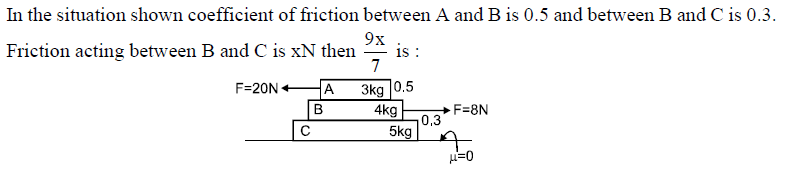 In the situation shown coefficient of friction between A and B is 0.5 and between B and C is 0.3.
Friction acting between B and C is xN then 9x/7 is :
F=20N A 3kg 0.5
B 4kg F=8N
0.3
C 5kg
μ=0